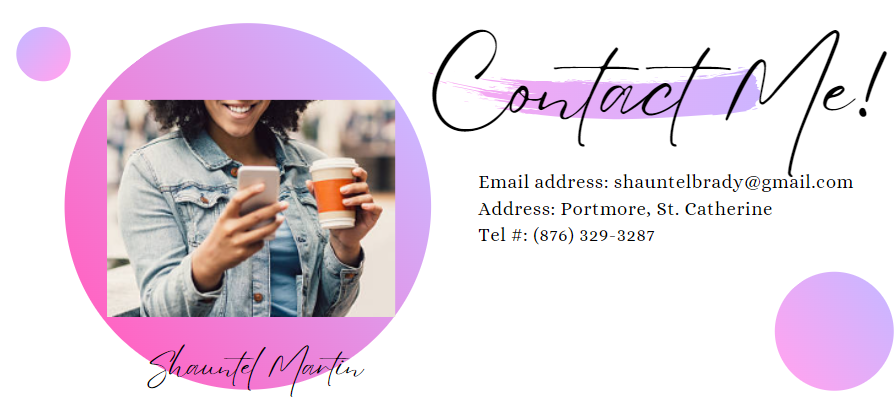 Contact Me!
Email address: shauntelbrady@gmail.com
Address: Portmore, St. Catherine
Tel #: (876) 329-3287
Shauntel Martin